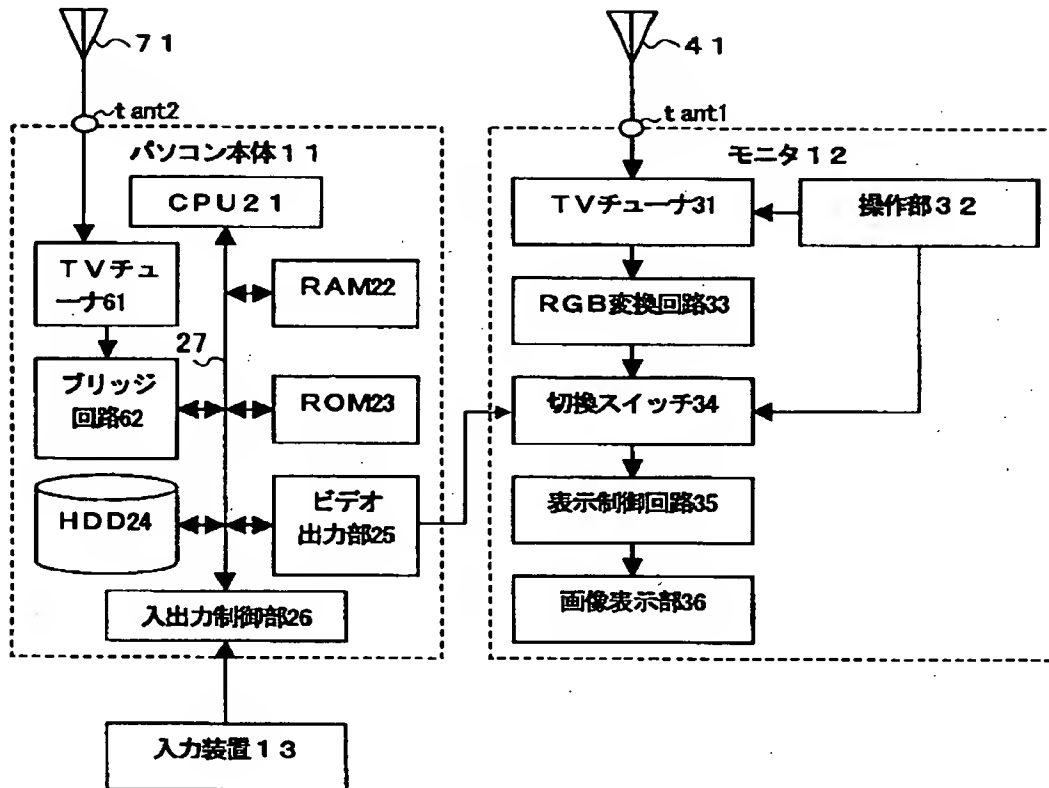 71
41
tant2
tant1
パソコン本体11
モニタ12
CPU21
TVチューナ31
操作部32
TVチュ
ーナ61
RAM22
RGB変換回路33
27
ブリッジ
回路62
ROM23
切換スイッチ34
HDD24
ビデオ
出力部25
表示制御回路35
入出力制御部26
画像表示部36
入力装置13